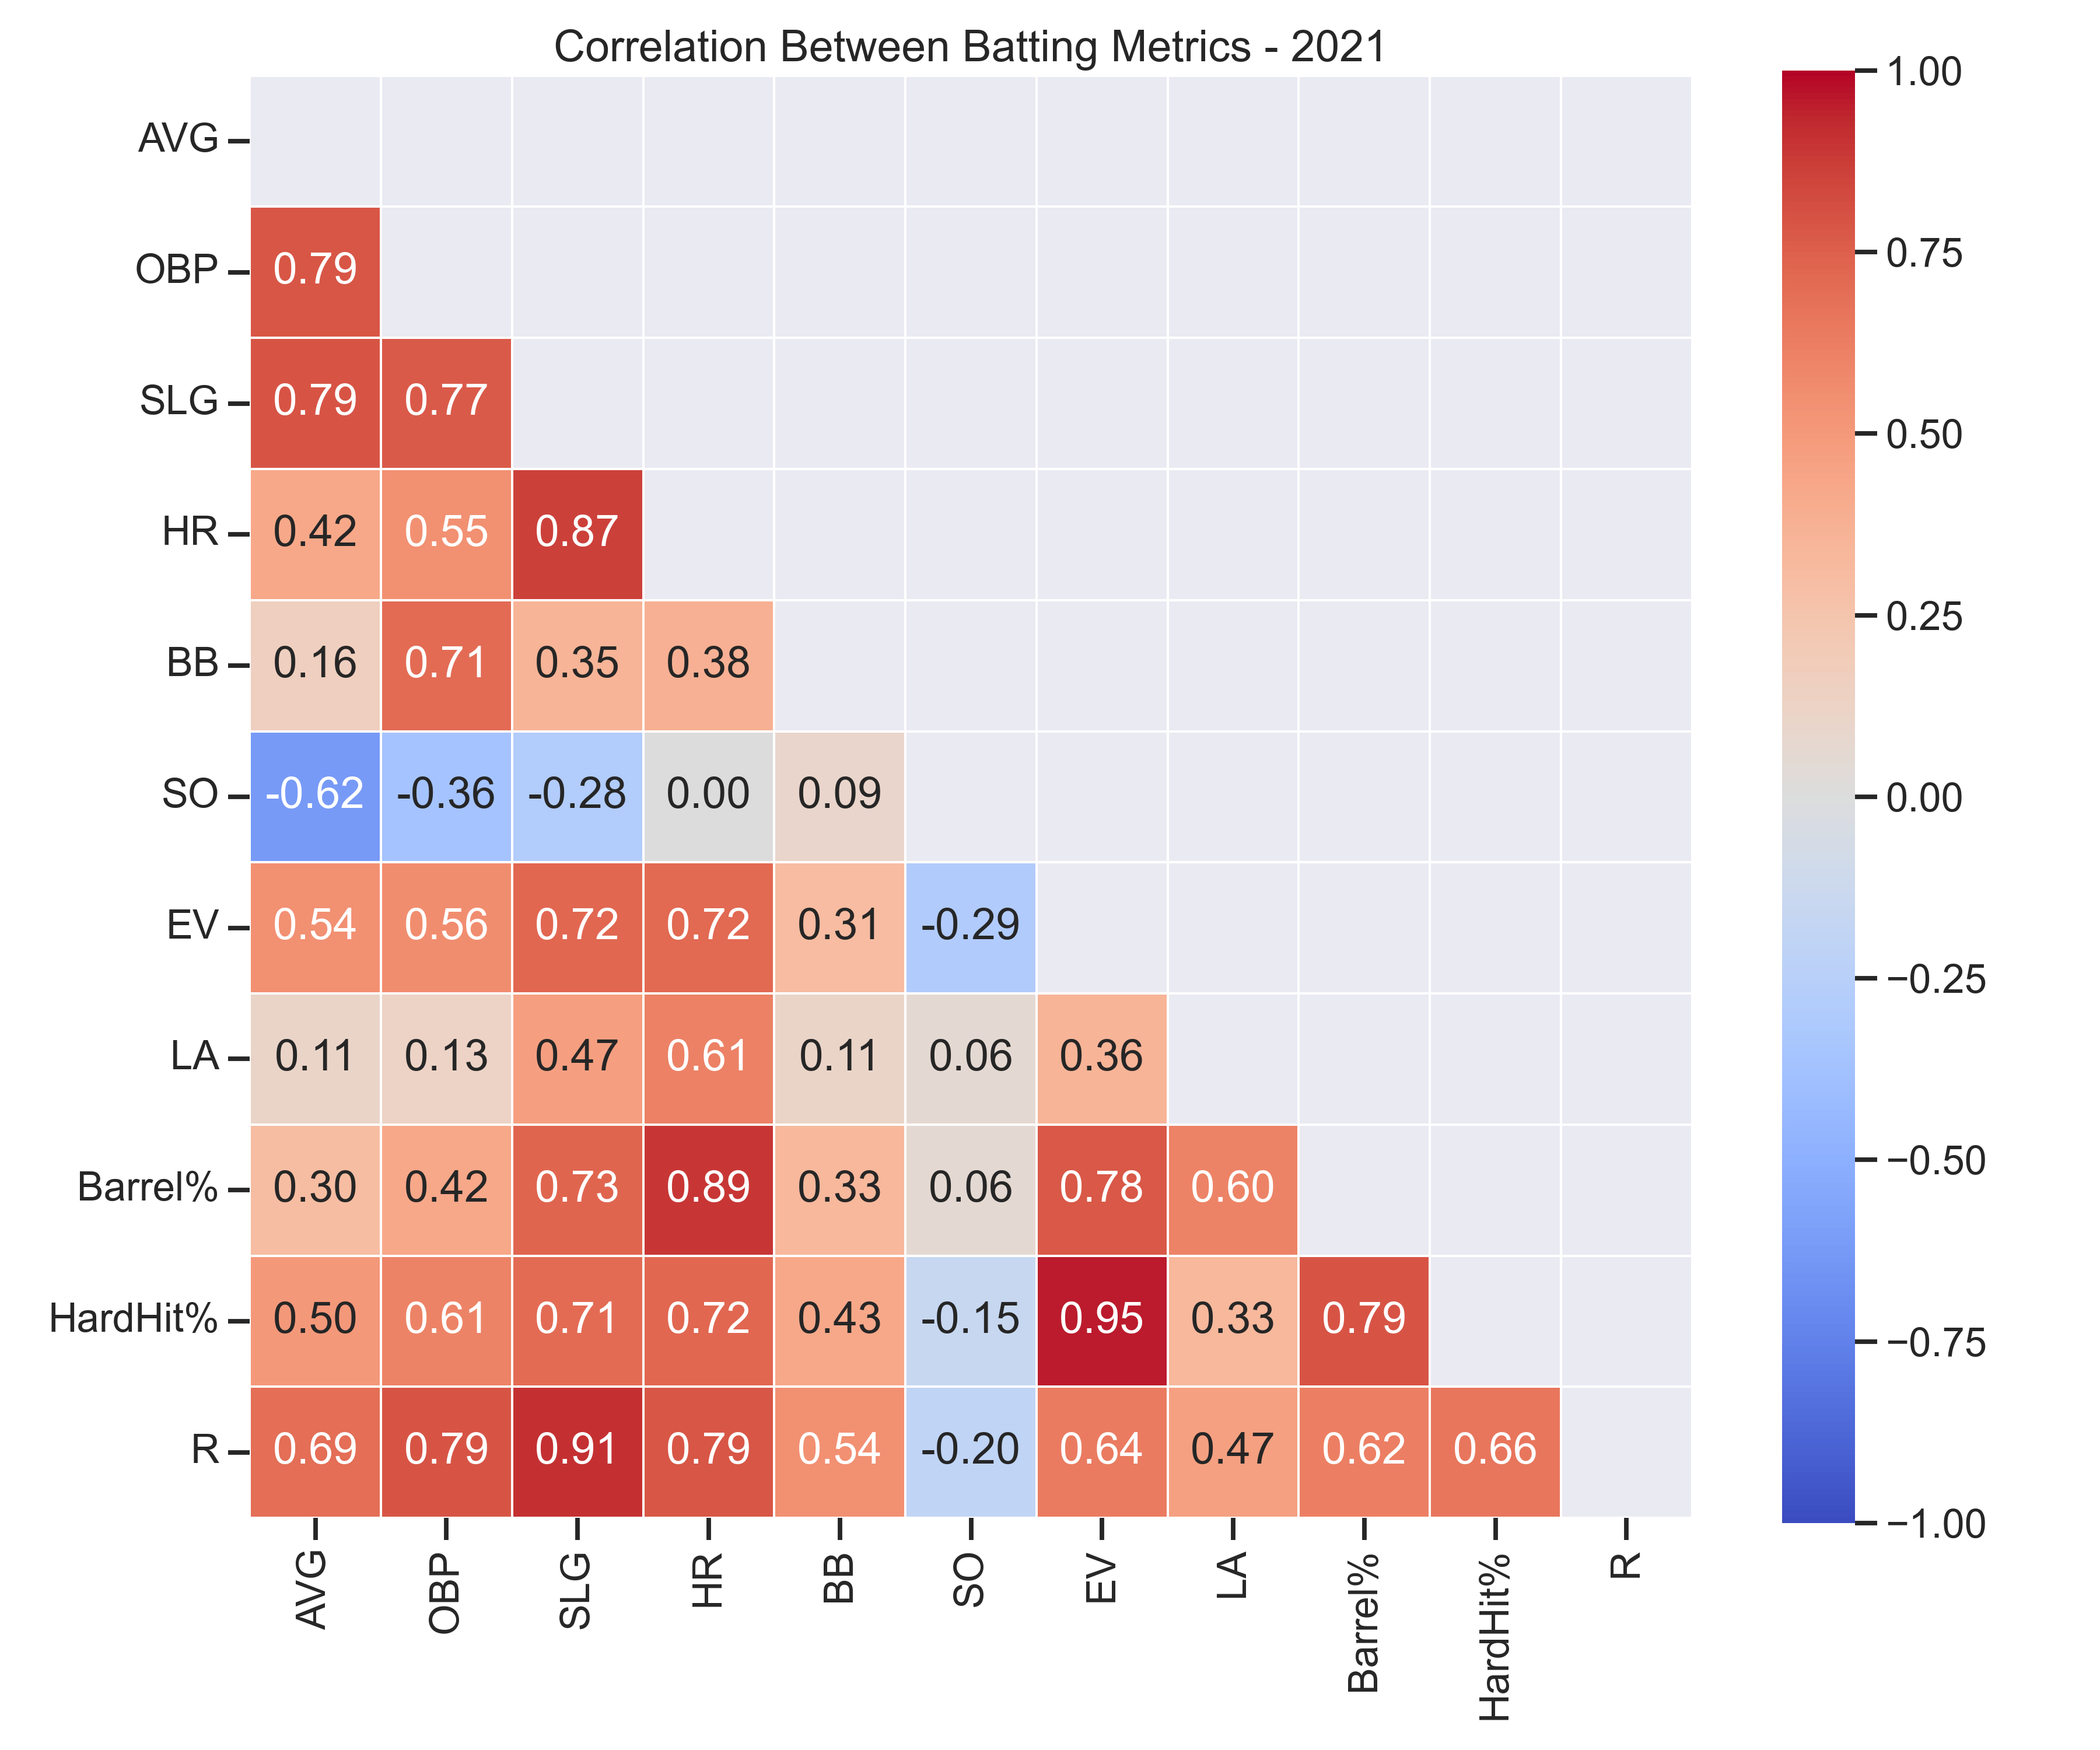 Correlation Between Batting Metrics - 2021
AVG
OBP 0.79
SLG 0.79 0.77
HR 0.42 0.55 0.87
BB 0.16 0.71 0.35 0.38
SO -0.62 -0.36 -0.28 0.00 0.09
EV 0.54 0.56 0.72 0.72 0.31 -0.29
LA 0.11 0.13 0.47 0.61 0.11 0.06 0.36
Barrel% 0.30 0.42 0.73 0.89 0.33 0.06 0.78 0.60
HardHit% 0.50 0.61 0.71 0.72 0.43 -0.15 0.95 0.33 0.79
R 0.69 0.79 0.91 0.79 0.54 -0.20 0.64 0.47 0.62 0.66
AVG OBP SLG HR BB SO EV LA Barrel% HardHit% R
1.00
0.75
0.50
0.25
0.00
−0.25
−0.50
−0.75
−1.00